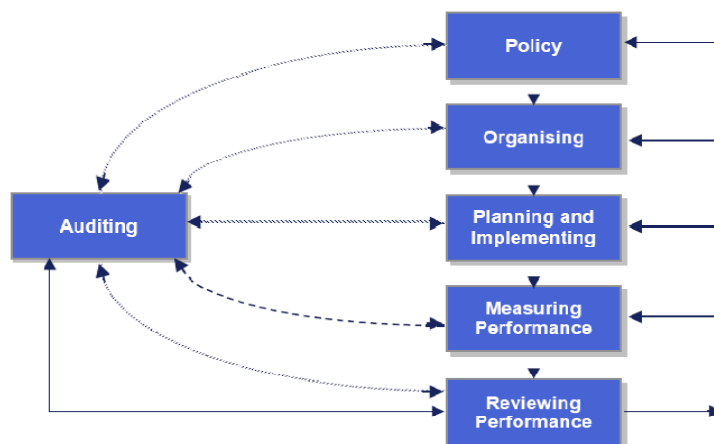 Policy
Organising
Auditing
Planning and
Implementing
Measuring
Performance
Reviewing
Performance